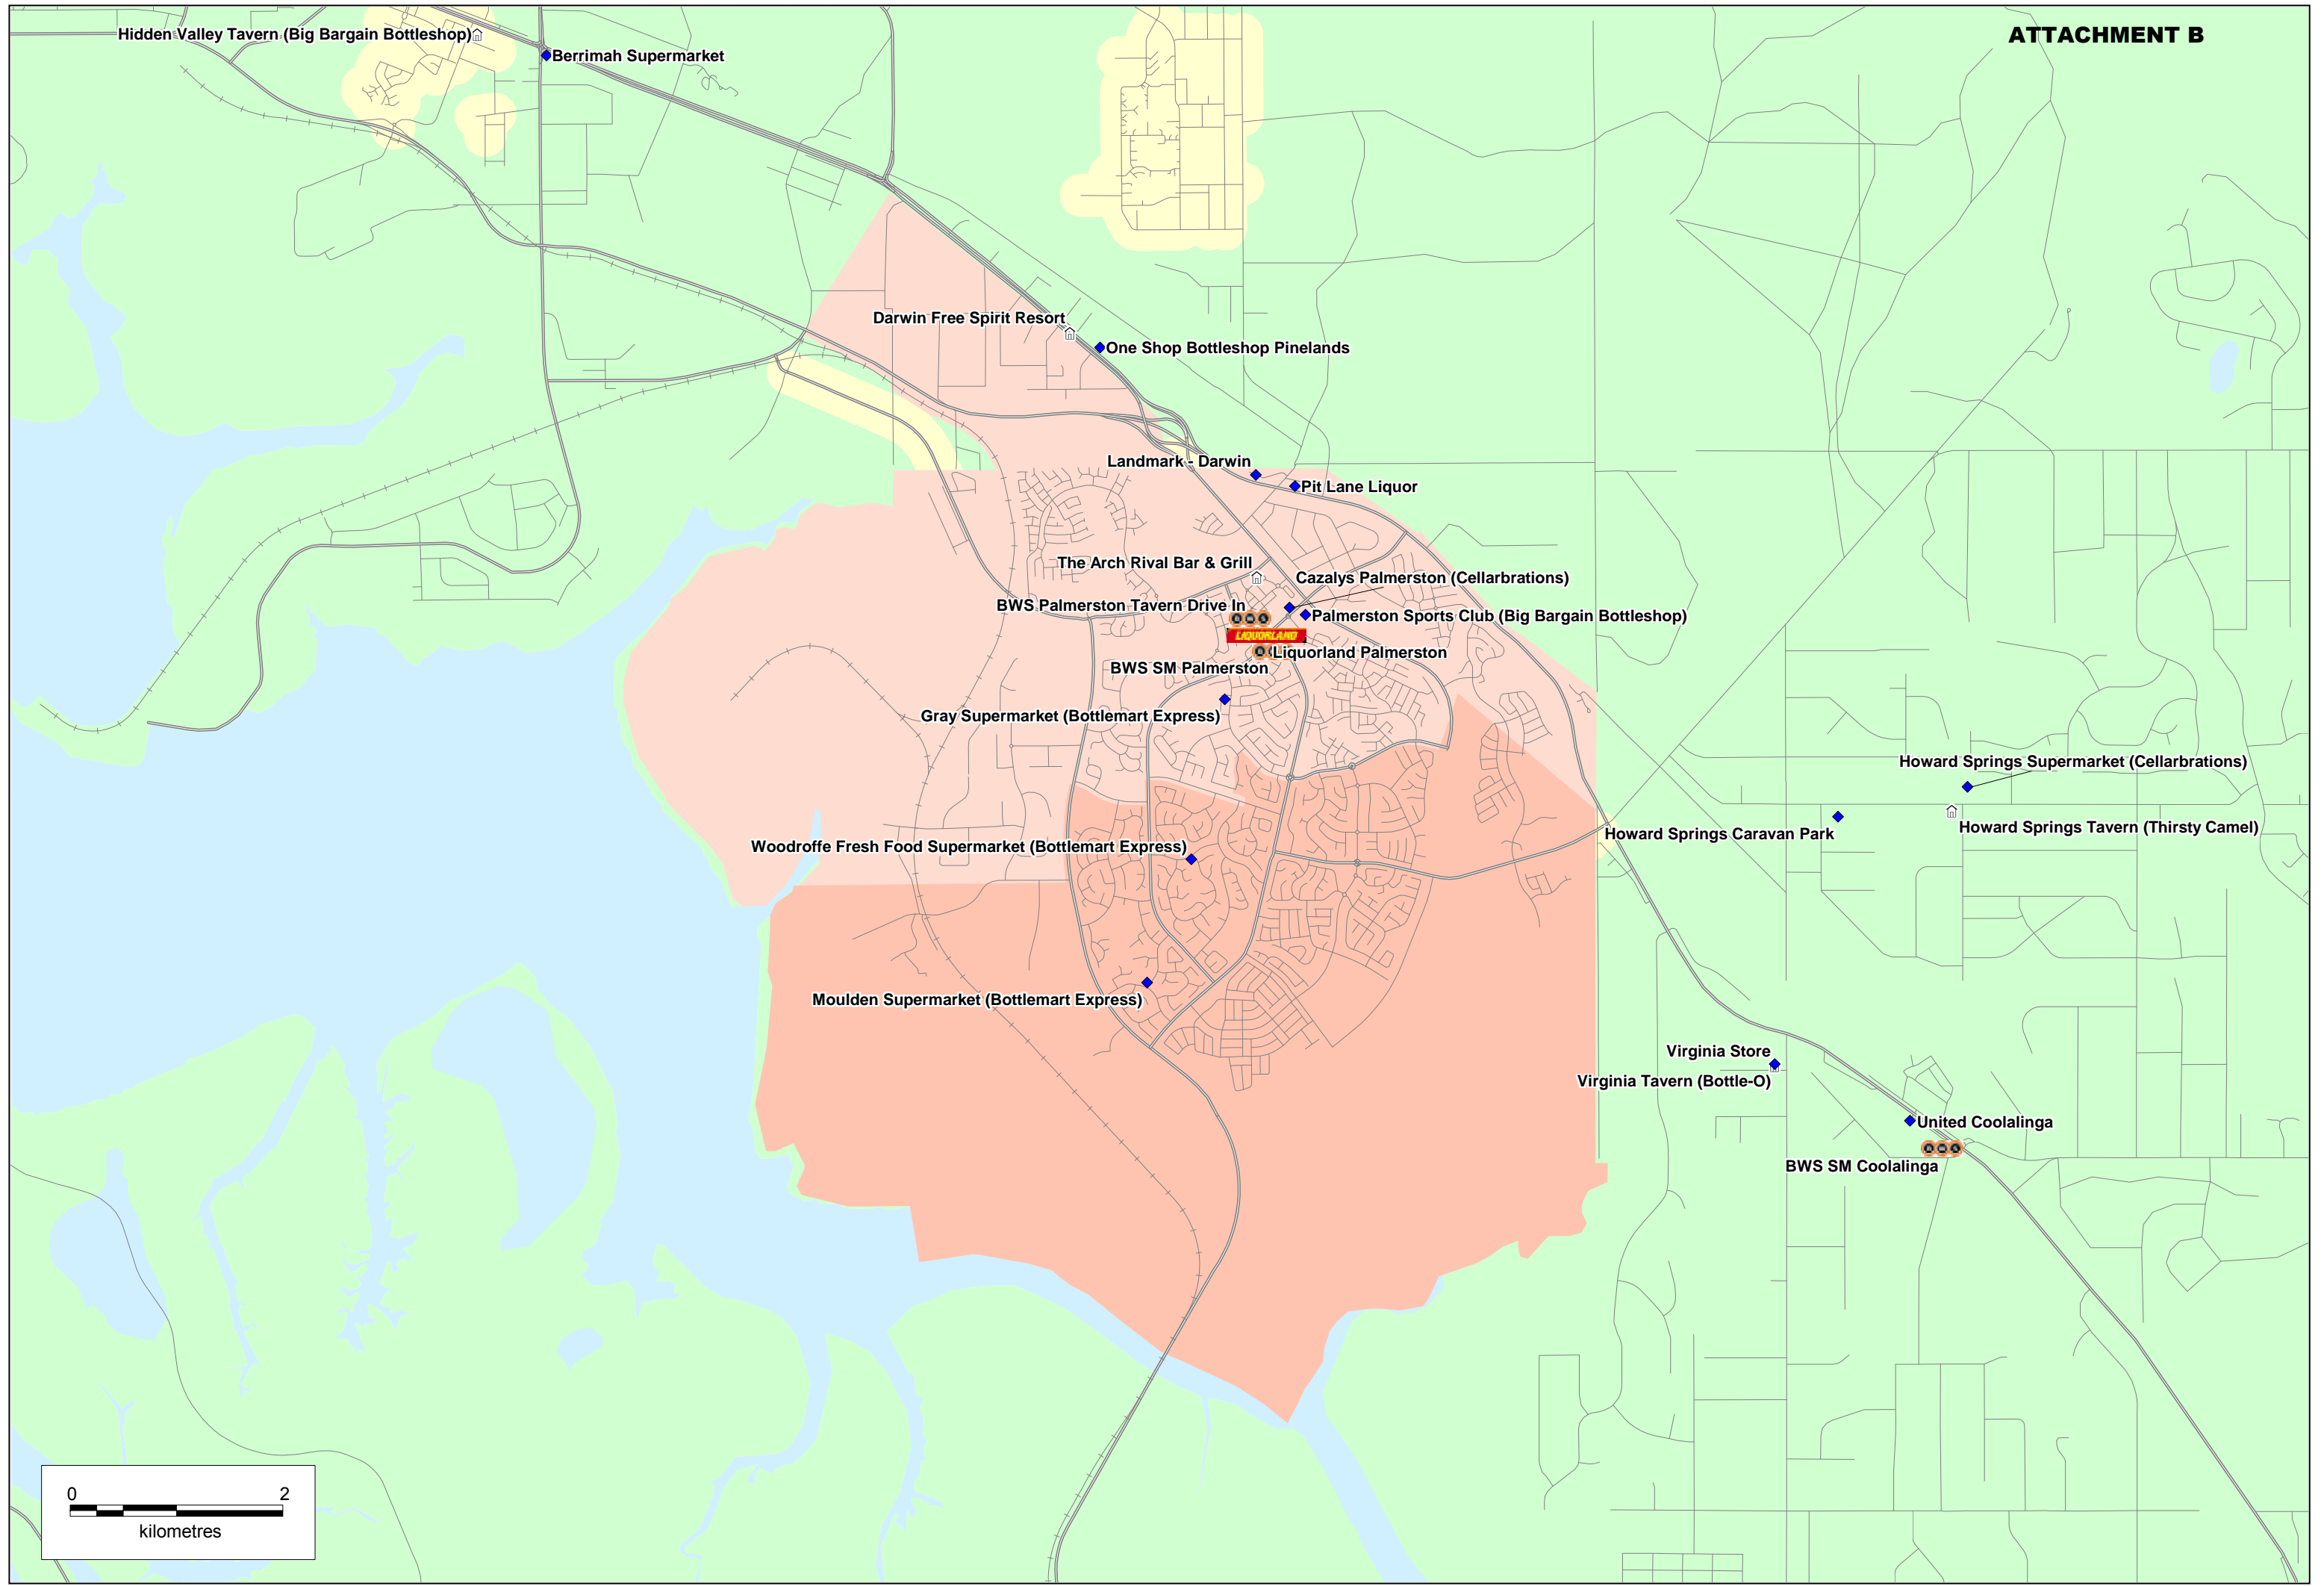 ATTACHMENT B
Hidden Valley Tavern (Big Bargain Bottleshop)
Berrimah Supermarket
Darwin Free Spirit Resort
One Shop Bottleshop Pinelands
Landmark - Darwin
Pit Lane Liquor
The Arch Rival Bar & Grill
Cazalys Palmerston (Cellarbrations)
BWS Palmerston Tavern Drive In
Palmerston Sports Club (Big Bargain Bottleshop)
LIQUORLAND
Liquorland Palmerston
BWS SM Palmerston
Gray Supermarket (Bottlemart Express)
Howard Springs Supermarket (Cellarbrations)
Howard Springs Tavern (Thirsty Camel)
Howard Springs Caravan Park
Woodroffe Fresh Food Supermarket (Bottlemart Express)
Moulden Supermarket (Bottlemart Express)
Virginia Store
Virginia Tavern (Bottle-O)
United Coolalinga
BWS SM Coolalinga
0 2
kilometres